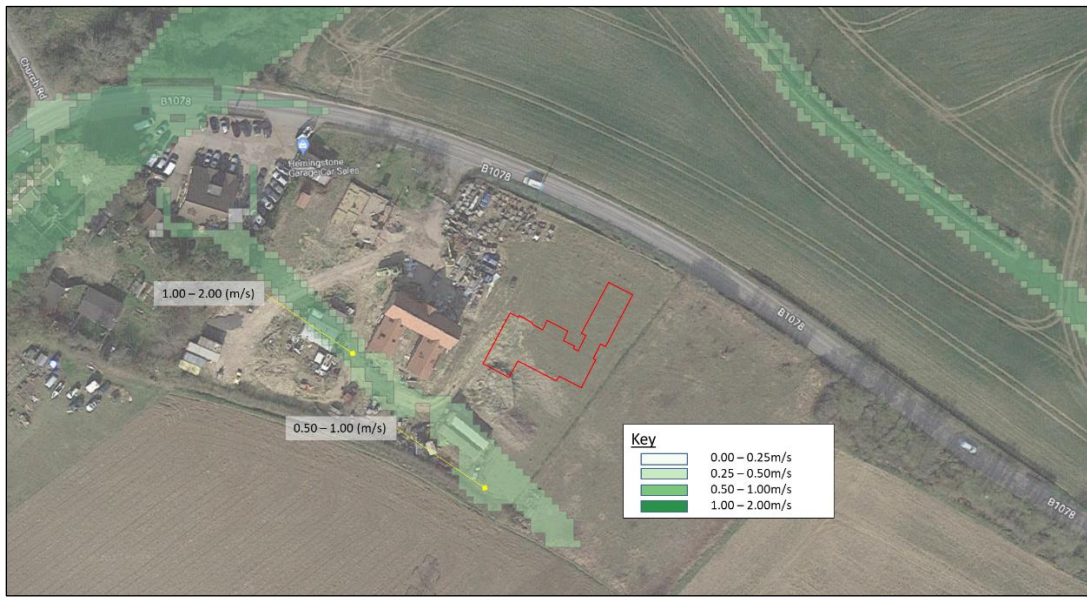 Church Rd
B1078
Hemingstone
Garage Car Sales
B1078
1.00 – 2.00 (m/s)
B1078
0.50 – 1.00 (m/s)
Key
0.00 – 0.25m/s
0.25 – 0.50m/s
0.50 – 1.00m/s
1.00 – 2.00m/s
B1078